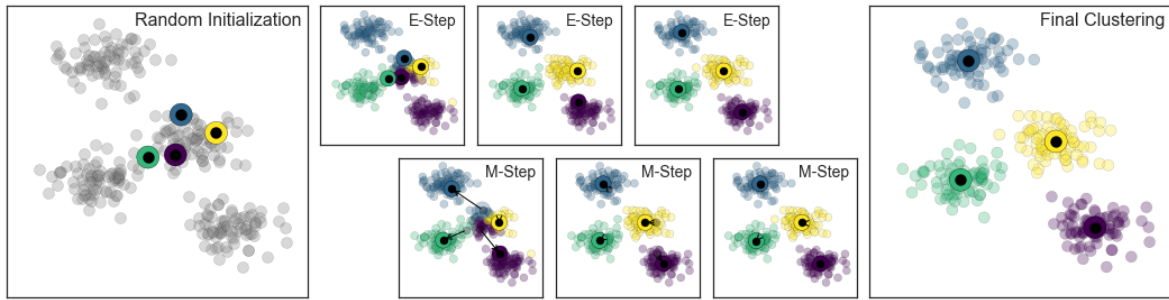 Random Initialization
E-Step
E-Step
E-Step
Final Clustering
M-Step
M-Step
M-Step